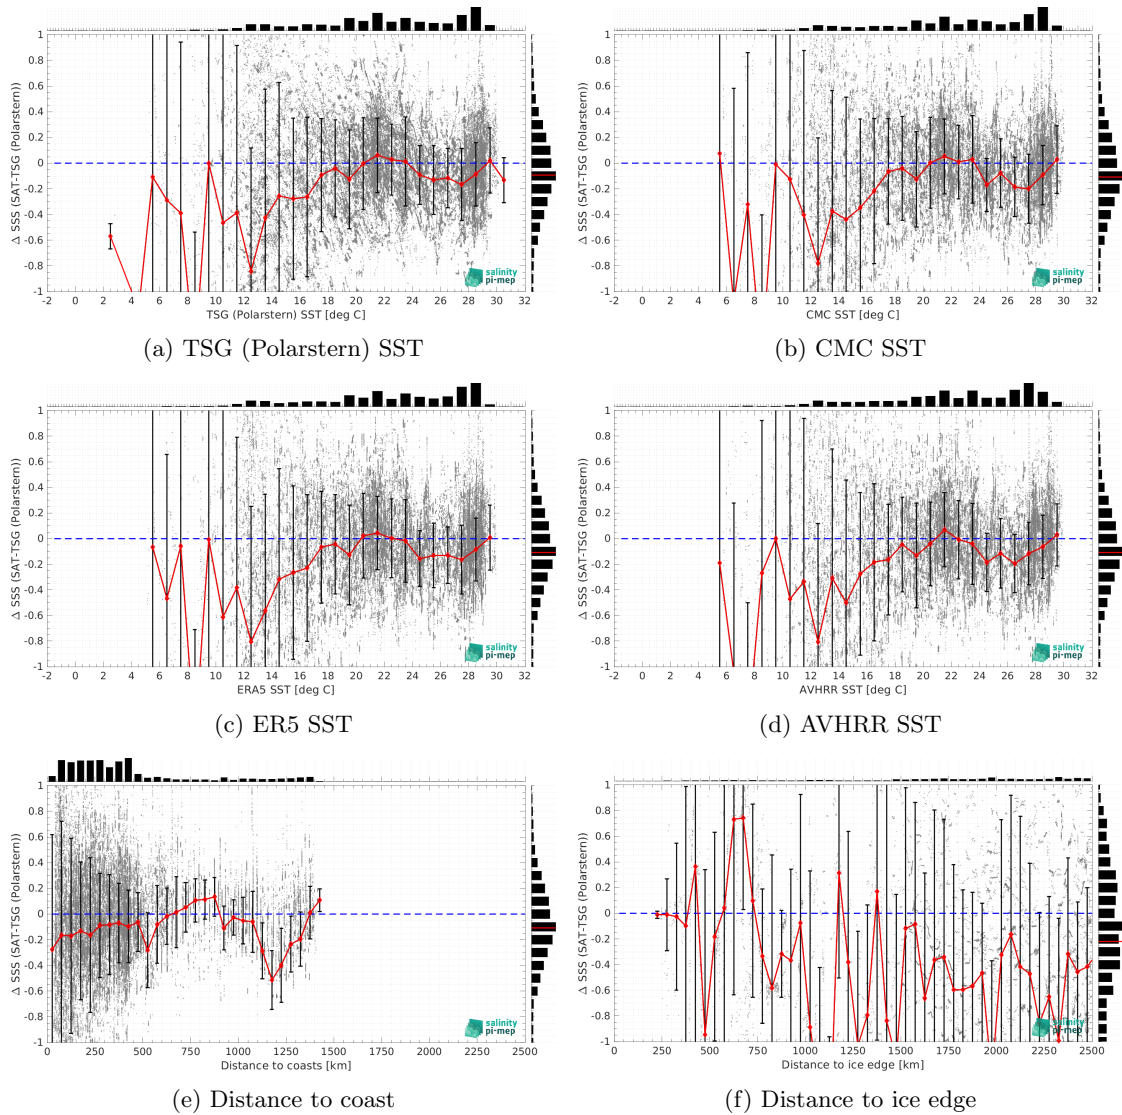 1
0.8
0.6
0.4
0.2
0
-0.2
-0.4
-0.6
-0.8
-1
Δ SSS (SAT-TSG (Polarstern))
salinity
pi-mep
-2 0 2 4 6 8 10 12 14 16 18 20 22 24 26 28 30 32
TSG (Polarstern) SST [deg C]
(a) TSG (Polarstern) SST
1
0.8
0.6
0.4
0.2
0
-0.2
-0.4
-0.6
-0.8
-1
Δ SSS (SAT-TSG (Polarstern))
salinity
pi-mep
-2 0 2 4 6 8 10 12 14 16 18 20 22 24 26 28 30 32
CMC SST [deg C]
(b) CMC SST
1
0.8
0.6
0.4
0.2
0
-0.2
-0.4
-0.6
-0.8
-1
Δ SSS (SAT-TSG (Polarstern))
salinity
pi-mep
-2 0 2 4 6 8 10 12 14 16 18 20 22 24 26 28 30 32
ERA5 SST [deg C]
(c) ER5 SST
1
0.8
0.6
0.4
0.2
0
-0.2
-0.4
-0.6
-0.8
-1
Δ SSS (SAT-TSG (Polarstern))
salinity
pi-mep
-2 0 2 4 6 8 10 12 14 16 18 20 22 24 26 28 30 32
AVHRR SST [deg C]
(d) AVHRR SST
1
0.8
0.6
0.4
0.2
0
-0.2
-0.4
-0.6
-0.8
-1
Δ SSS (SAT-TSG (Polarstern))
salinity
pi-mep
0 250 500 750 1000 1250 1500 1750 2000 2250 2500
Distance to coasts [km]
(e) Distance to coast
1
0.8
0.6
0.4
0.2
0
-0.2
-0.4
-0.6
-0.8
-1
Δ SSS (SAT-TSG (Polarstern))
salinity
pi-mep
0 250 500 750 1000 1250 1500 1750 2000 2250 2500
Distance to ice edge [km]
(f) Distance to ice edge